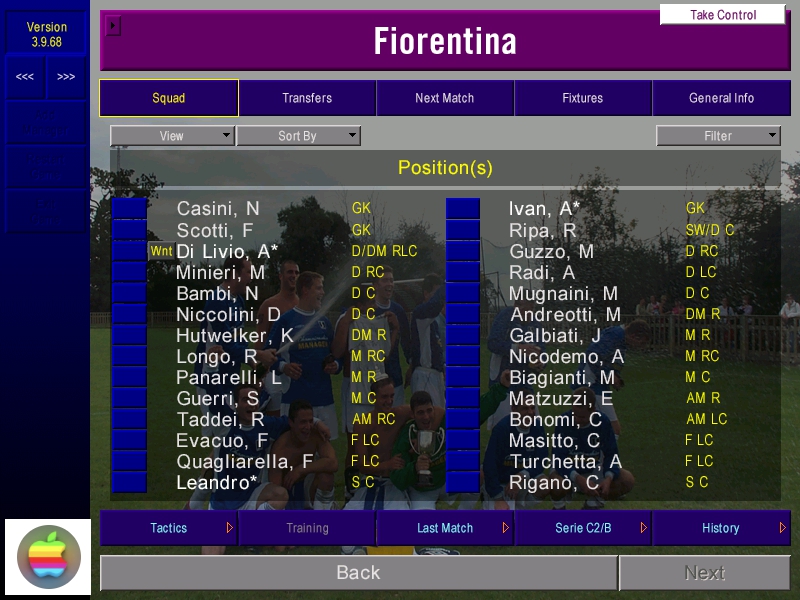 Take Control
Version
3.9.68
Fiorentina
<<< >>>
Squad Transfers Next Match Fixtures General Info
View Sort By Filter
Position(s)
Casini, N GK Ivan, A* GK
Scotti, F GK Ripa, R SW/D C
Wnt Di Livio, A* D/DM RLC Guzzo, M D RC
Minieri, M D RC Radi, A D LC
Bambi, N D C Mugnaini, M D C
Niccolini, D D C Andreotti, M DM R
Hutwelker, K DM R Galbiati, J M R
Longo, R M RC Nicodemo, A M RC
Panarelli, L M R Biagianti, M M C
Guerri, S M C Matzuzzi, E AM R
Taddei, R AM RC Bonomi, C AM LC
Evacuo, F F LC Masitto, C F LC
Quagliarella, F F LC Turchetta, A F LC
Leandro* S C Riganò, C S C
Tactics Training Last Match Serie C2/B History
Back Next